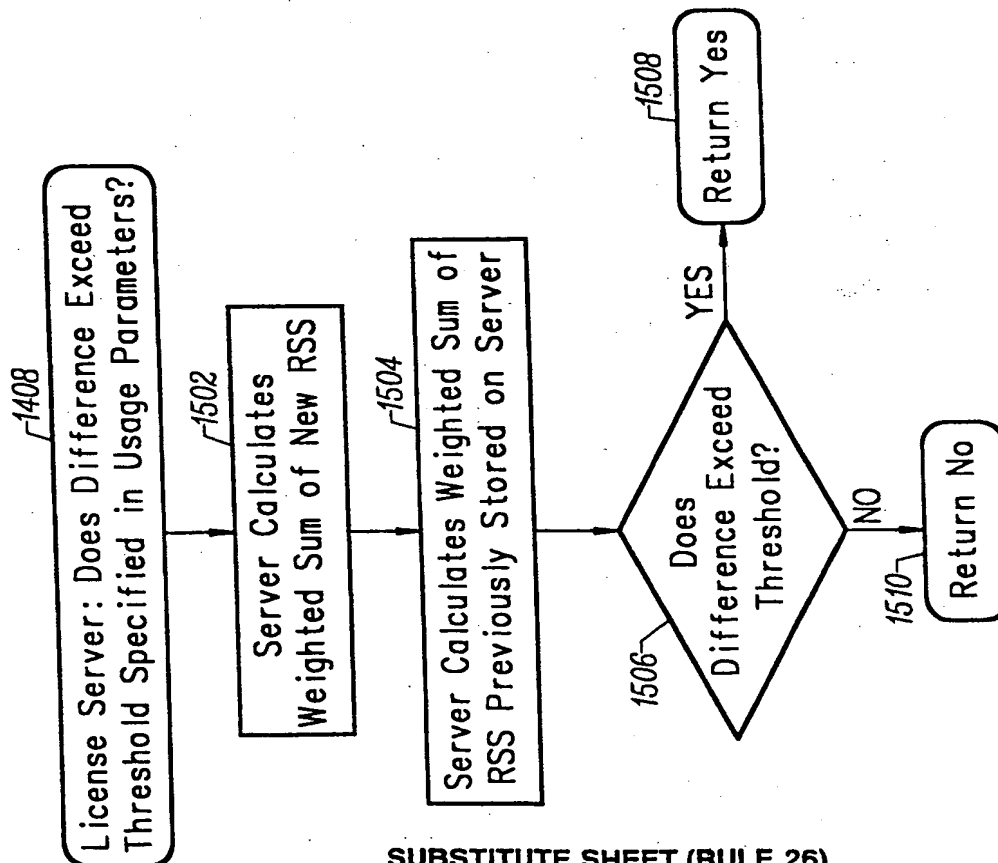 1408
License Server: Does Difference Exceed
Threshold Specified in Usage Parameters?
1502
Server Calculates
Weighted Sum of New RSS
1504
Server Calculates Weighted Sum of
RSS Previously Stored on Server
1506
Does
Difference Exceed
Threshold?
YES
1508
Return Yes
NO
1510
Return No
SUBSTITUTE SHEET (RULE 26)